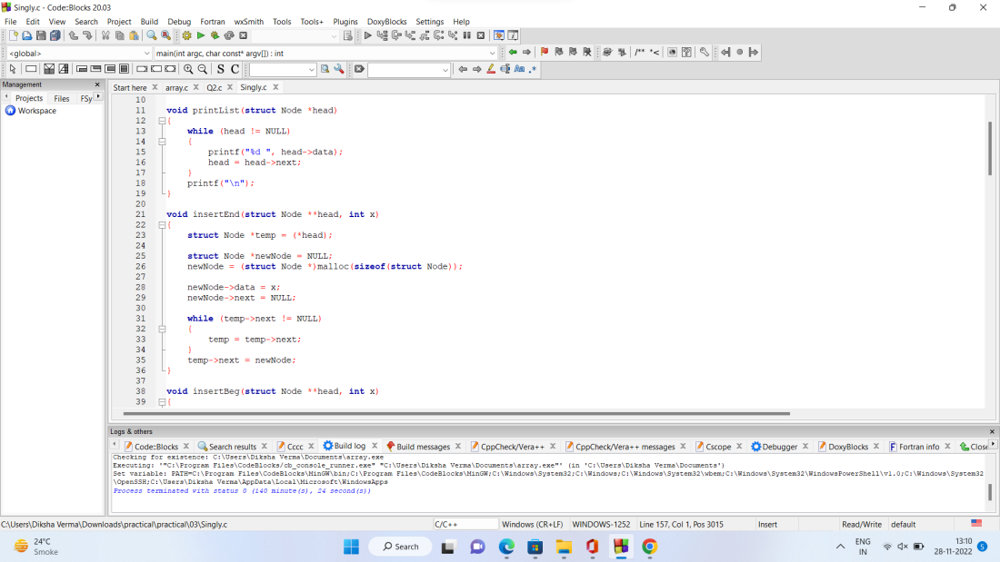 Singly.c - Code::Blocks 20.03
File Edit View Search Project Build Debug Fortran wxSmith Tools Tools+ Plugins DoxyBlocks Settings Help
<global> main(int argc, char const* argv[]) : int
/** *<
S C Aa .*
Management
Projects Files FSy
Workspace
Start here array.c Q2.c Singly.c
10
11 void printList(struct Node *head)
12 {
13 while (head != NULL)
14 {
15 printf("%d ", head->data);
16 head = head->next;
17 }
18 printf("\n");
19 }
20
21 void insertEnd(struct Node **head, int x)
22 {
23 struct Node *temp = (*head);
24
25 struct Node *newNode = NULL;
26 newNode = (struct Node *)malloc(sizeof(struct Node));
27
28 newNode->data = x;
29 newNode->next = NULL;
30
31 while (temp->next != NULL)
32 {
33 temp = temp->next;
34 }
35 temp->next = newNode;
36 }
37
38 void insertBeg(struct Node **head, int x)
39 {
Logs & others
Code::Blocks Search results Cccc Build log Build messages CppCheck/Vera++ CppCheck/Vera++ messages Cscope Debugger DoxyBlocks Fortran info Close
Checking for existence: C:\Users\Diksha Verma\Documents\array.exe
Executing: '"C:\Program Files\CodeBlocks/cb_console_runner.exe" "C:\Users\Diksha Verma\Documents\array.exe"' (in 'C:\Users\Diksha Verma\Documents')
Set variable: PATH=C:\Program Files\CodeBlocks\MinGW\bin;C:\Program Files\CodeBlocks\MinGW;C:\Windows\System32;C:\Windows;C:\Windows\System32\wbem;C:\Windows\System32\WindowsPowerShell\v1.0;C:\Windows\System32
\OpenSSH;C:\Users\Diksha Verma\AppData\Local\Microsoft\WindowsApps
Process terminated with status 0 (140 minute(s), 24 second(s))
C:\Users\Diksha Verma\Downloads\practical\practical\03\Singly.c C/C++ Windows (CR+LF) WINDOWS-1252 Line 157, Col 1, Pos 3015 Insert Read/Write default
24°C
Smoke
Search
ENG
IN
13:10
28-11-2022
5